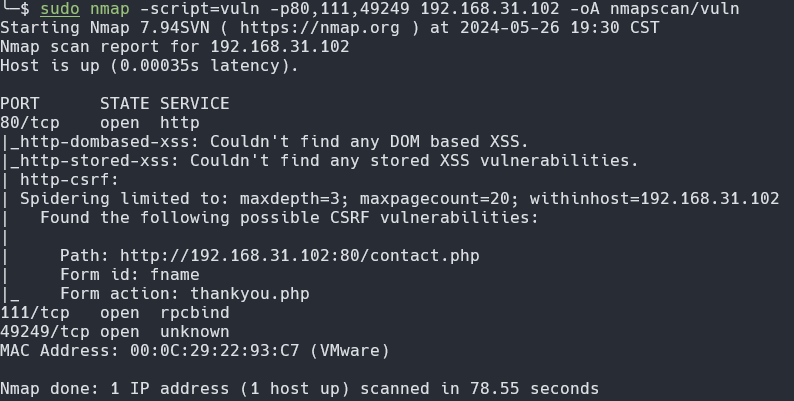 ╰─$ sudo nmap -script=vuln -p80,111,49249 192.168.31.102 -oA nmapscan/vuln
Starting Nmap 7.94SVN ( https://nmap.org ) at 2024-05-26 19:30 CST
Nmap scan report for 192.168.31.102
Host is up (0.00035s latency).

PORT      STATE SERVICE
80/tcp    open  http
|_http-dombased-xss: Couldn't find any DOM based XSS.
|_http-stored-xss: Couldn't find any stored XSS vulnerabilities.
| http-csrf:
| Spidering limited to: maxdepth=3; maxpagecount=20; withinhost=192.168.31.102
|   Found the following possible CSRF vulnerabilities:
|
|     Path: http://192.168.31.102:80/contact.php
|     Form id: fname
|_    Form action: thankyou.php
111/tcp   open  rpcbind
49249/tcp open  unknown
MAC Address: 00:0C:29:22:93:C7 (VMware)

Nmap done: 1 IP address (1 host up) scanned in 78.55 seconds